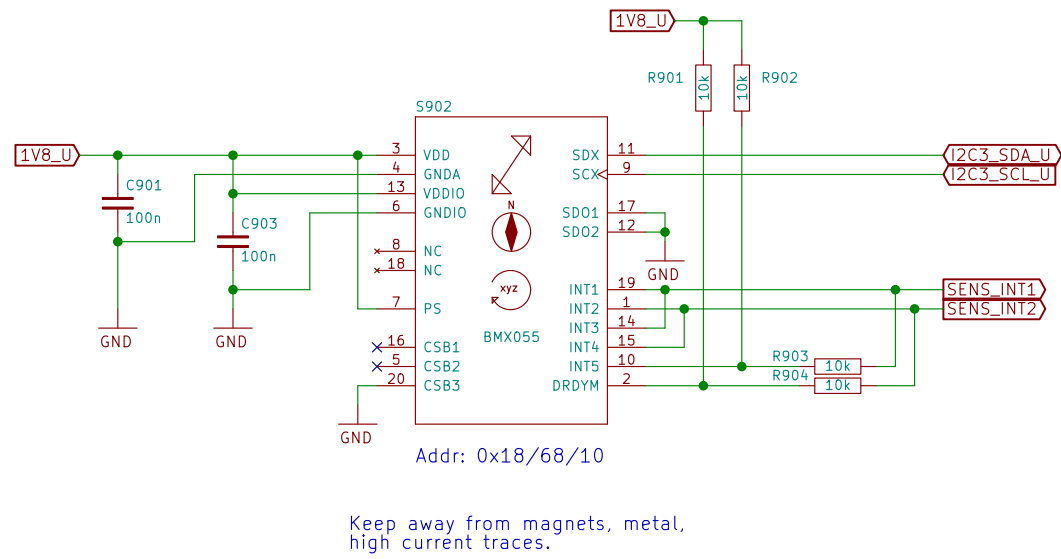 1V8_U
R901
10k
10k
R902
S902
1V8_U
3
VDD
SDX
11
I2C3_SDA_U
4
GNDA
SCX
9
I2C3_SCL_U
C901
100n
13
VDDIO
6
GNDIO
N
SDO1
17
SDO2
12
C903
100n
8
NC
18
NC
GND
xyz
INT1
19
SENS_INT1
7
PS
INT2
1
SENS_INT2
INT3
14
GND
GND
BMX055
16
CSB1
INT4
15
5
CSB2
INT5
10
R903
10k
20
CSB3
DRDYM
2
R904
10k
GND
Addr: 0x18/68/10
Keep away from magnets, metal,
high current traces.